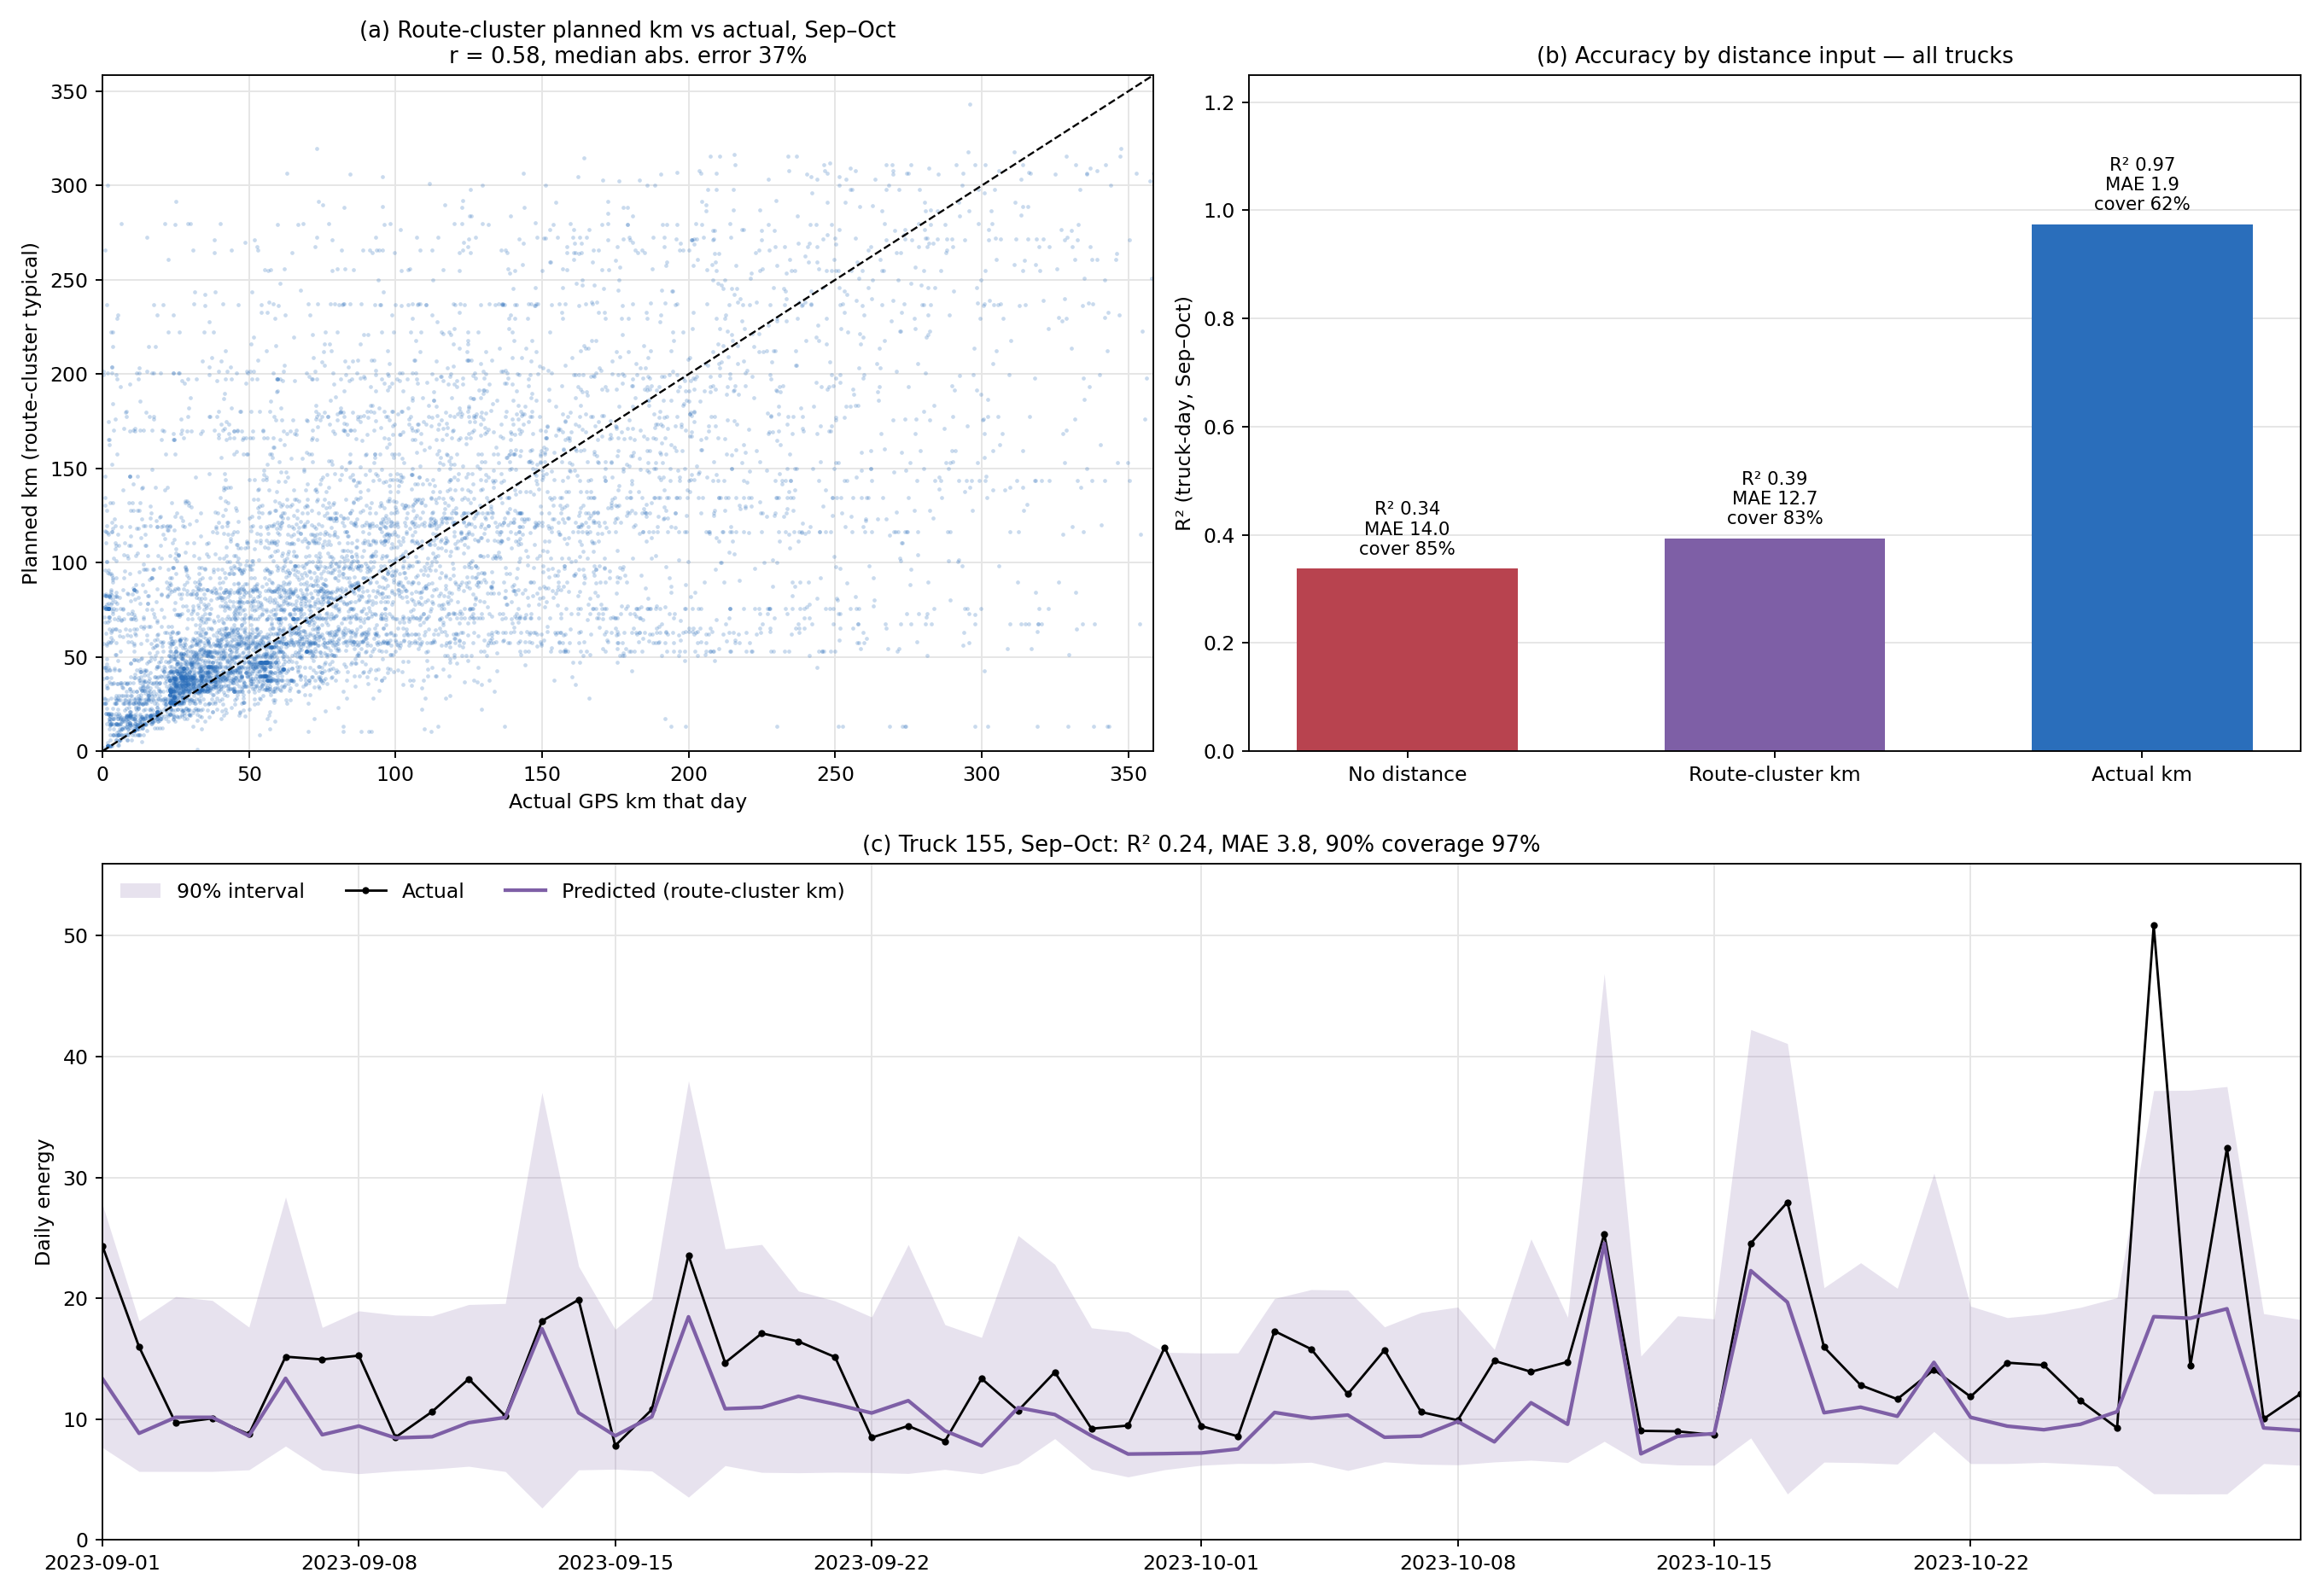 (a) Route-cluster planned km vs actual, Sep–Oct
r = 0.58, median abs. error 37%
Planned km (route-cluster typical)
350
300
250
200
150
100
50
0
0 50 100 150 200 250 300 350
Actual GPS km that day
(b) Accuracy by distance input — all trucks
R² (truck-day, Sep–Oct)
1.2
1.0
0.8
0.6
0.4
0.2
0.0
R² 0.34
MAE 14.0
cover 85%
R² 0.39
MAE 12.7
cover 83%
R² 0.97
MAE 1.9
cover 62%
No distance Route-cluster km Actual km
(c) Truck 155, Sep–Oct: R² 0.24, MAE 3.8, 90% coverage 97%
90% interval Actual Predicted (route-cluster km)
Daily energy
50
40
30
20
10
0
2023-09-01 2023-09-08 2023-09-15 2023-09-22 2023-10-01 2023-10-08 2023-10-15 2023-10-22